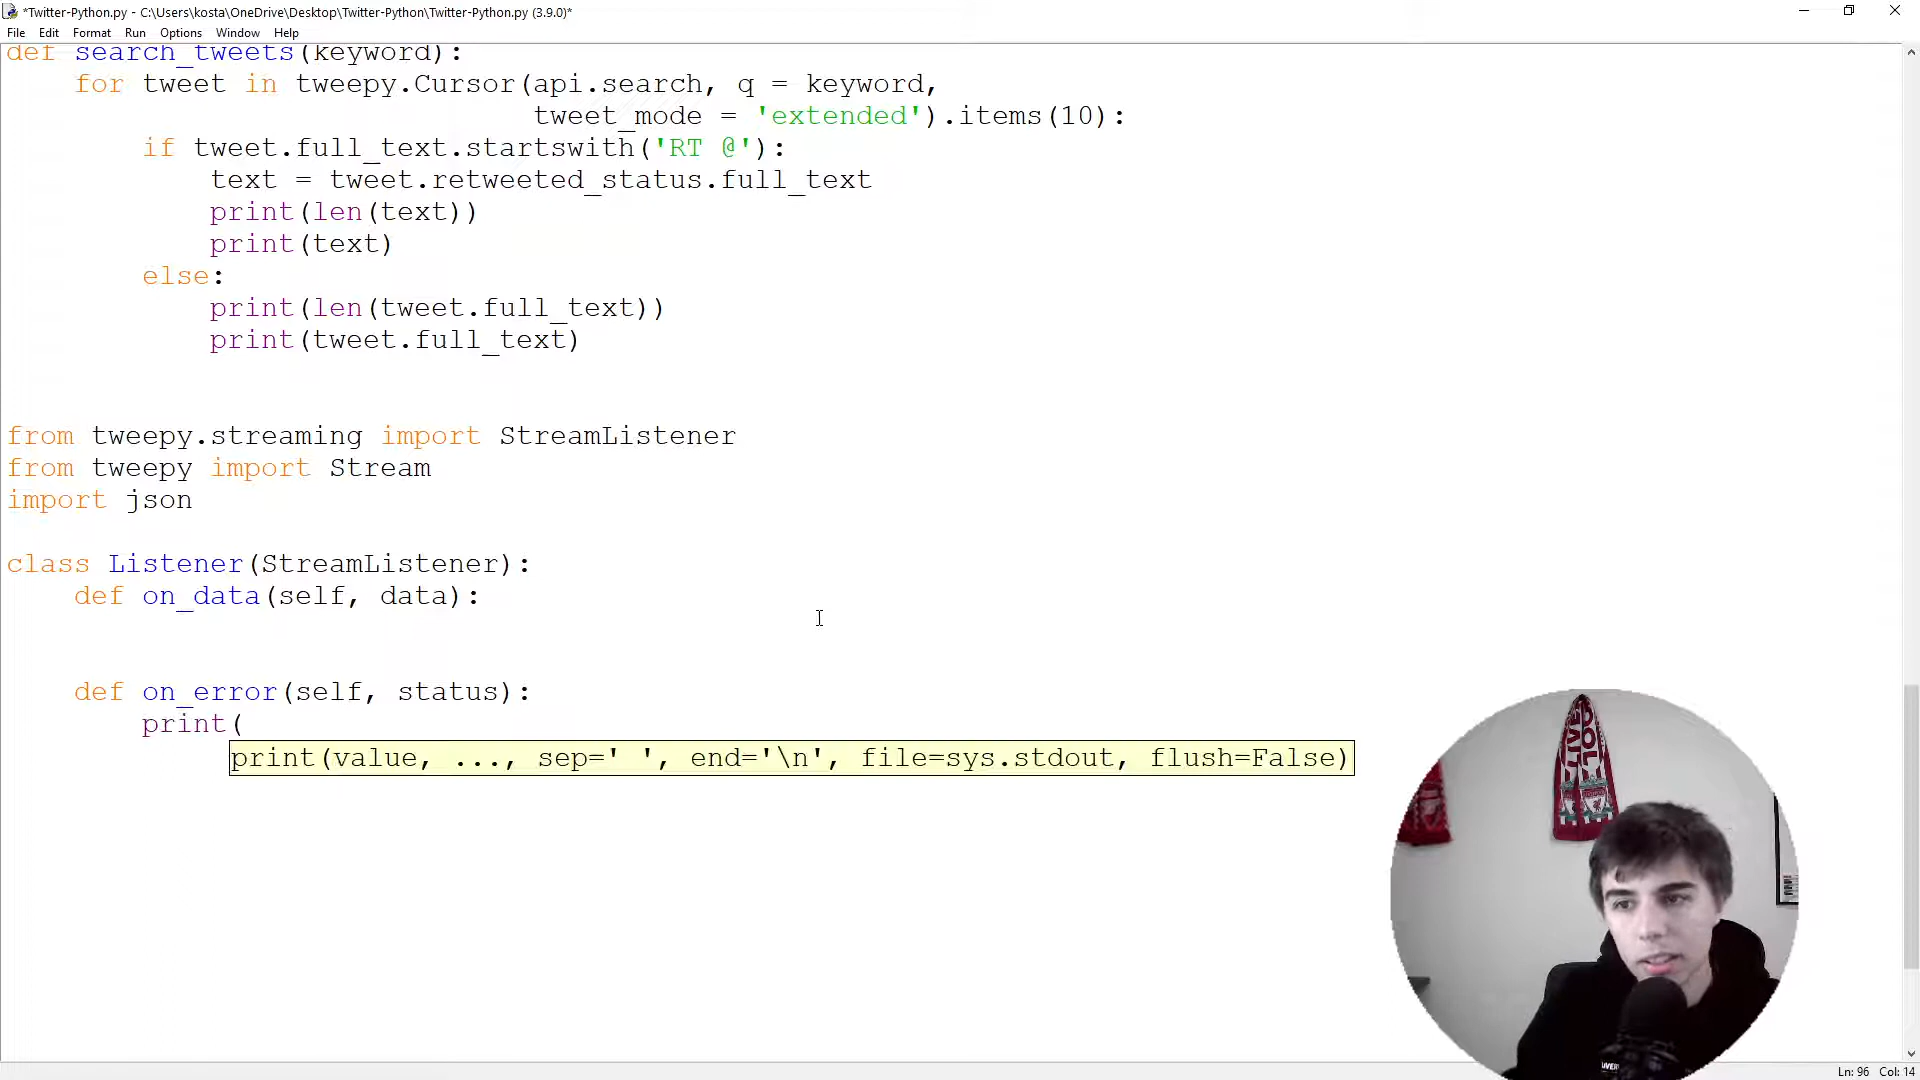 *Twitter-Python.py - C:\Users\kosta\OneDrive\Desktop\Twitter-Python\Twitter-Python.py (3.9.0)*
File Edit Format Run Options Window Help
def search_tweets(keyword):
    for tweet in tweepy.Cursor(api.search, q = keyword,
                               tweet_mode = 'extended').items(10):
        if tweet.full_text.startswith('RT @'):
            text = tweet.retweeted_status.full_text
            print(len(text))
            print(text)
        else:
            print(len(tweet.full_text))
            print(tweet.full_text)
from tweepy.streaming import StreamListener
from tweepy import Stream
import json
class Listener(StreamListener):
    def on_data(self, data):
    def on_error(self, status):
        print(
print(value, ..., sep=' ', end='\n', file=sys.stdout, flush=False)
Ln: 96 Col: 14